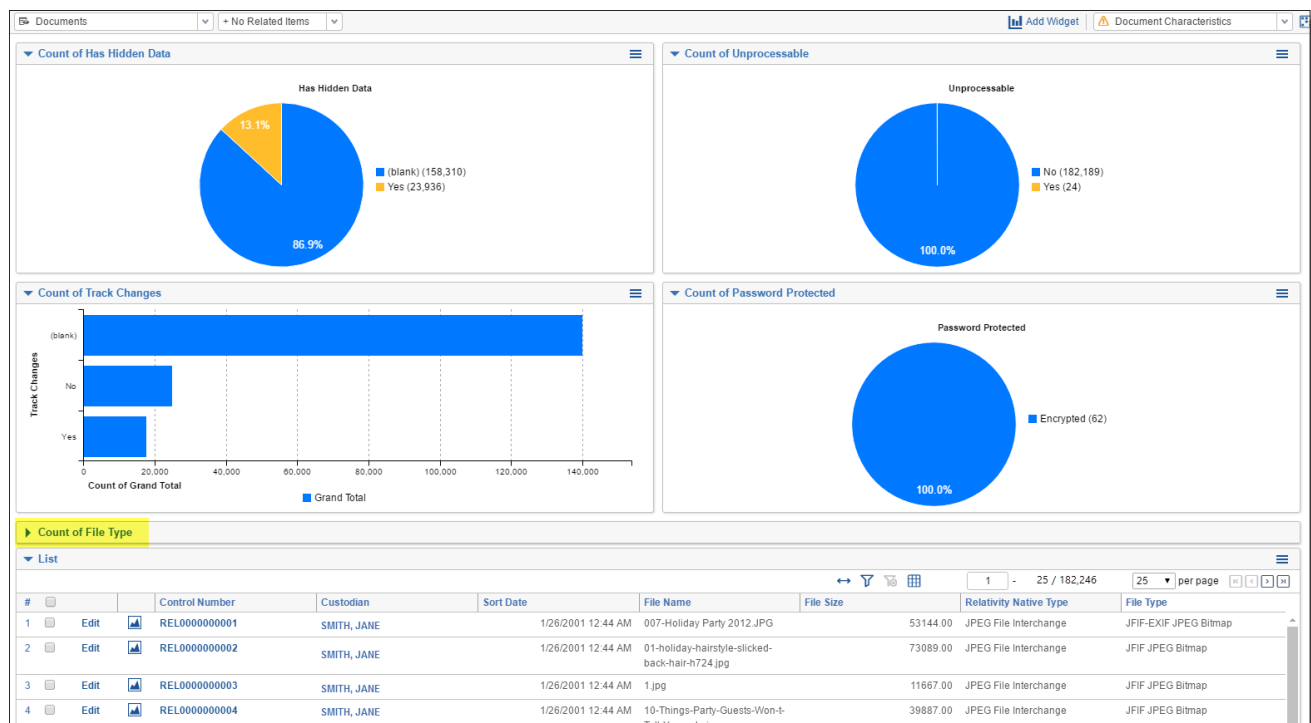 Documents + No Related Items Add Widget Document Characteristics
Count of Has Hidden Data
Has Hidden Data
13.1%
86.9%
(blank) (158,310)
Yes (23,936)
Count of Unprocessable
Unprocessable
100.0%
No (182,189)
Yes (24)
Count of Track Changes
Track Changes
(blank)
No
Yes
0 20,000 40,000 60,000 80,000 100,000 120,000 140,000
Count of Grand Total
Grand Total
Count of Password Protected
Password Protected
100.0%
Encrypted (62)
Count of File Type
List
1 - 25 / 182,246 25 per page
# Control Number Custodian Sort Date File Name File Size Relativity Native Type File Type
1 Edit REL0000000001 SMITH, JANE 1/26/2001 12:44 AM 007-Holiday Party 2012.JPG 53144.00 JPEG File Interchange JFIF-EXIF JPEG Bitmap
2 Edit REL0000000002 SMITH, JANE 1/26/2001 12:44 AM 01-holiday-hairstyle-slicked- 73089.00 JPEG File Interchange JFIF JPEG Bitmap
back-hair-h724.jpg
3 Edit REL0000000003 SMITH, JANE 1/26/2001 12:44 AM 1.jpg 11667.00 JPEG File Interchange JFIF JPEG Bitmap
4 Edit REL0000000004 SMITH, JANE 1/26/2001 12:44 AM 10-Things-Party-Guests-Won-t- 39887.00 JPEG File Interchange JFIF JPEG Bitmap